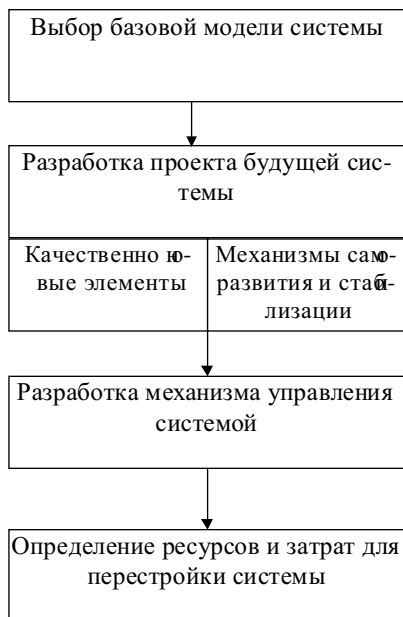 Выбор базовой модели системы
Разработка проекта будущей сис-
темы
Качественно но-
вые элементы
Механизмы само-
развития и стаби-
лизации
Разработка механизма управления
системой
Определение ресурсов и затрат для
перестройки системы